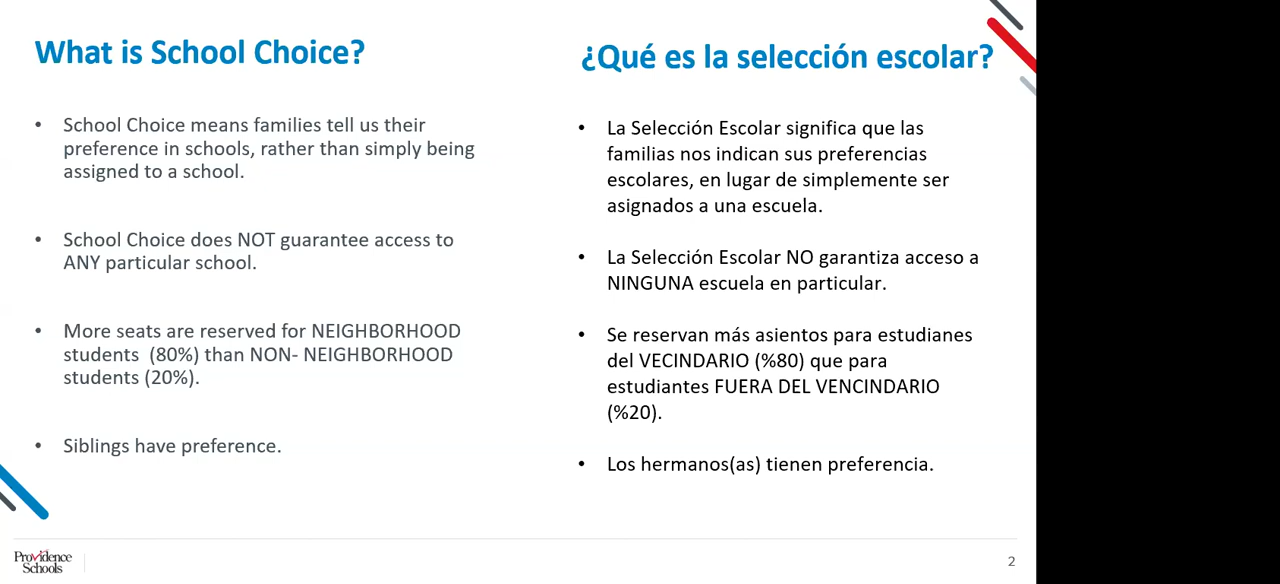 What is School Choice?
• School Choice means families tell us their
preference in schools, rather than simply being
assigned to a school.
• School Choice does NOT guarantee access to
ANY particular school.
• More seats are reserved for NEIGHBORHOOD
students  (80%) than NON- NEIGHBORHOOD
students (20%).
• Siblings have preference.
¿Qué es la selección escolar?
• La Selección Escolar significa que las
familias nos indican sus preferencias
escolares, en lugar de simplemente ser
asignados a una escuela.
• La Selección Escolar NO garantiza acceso a
NINGUNA escuela en particular.
• Se reservan más asientos para estudianes
del VECINDARIO (%80) que para
estudiantes FUERA DEL VENCINDARIO
(%20).
• Los hermanos(as) tienen preferencia.
Providence
Schools
2